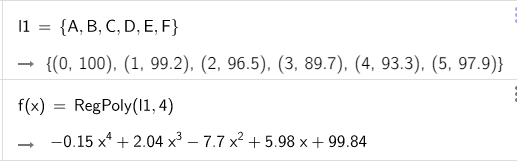 l1 = {A, B, C, D, E, F}
→ {(0, 100), (1, 99.2), (2, 96.5), (3, 89.7), (4, 93.3), (5, 97.9)}
f(x) = RegPoly(l1, 4)
→ −0.15 x⁴ + 2.04 x³ − 7.7 x² + 5.98 x + 99.84